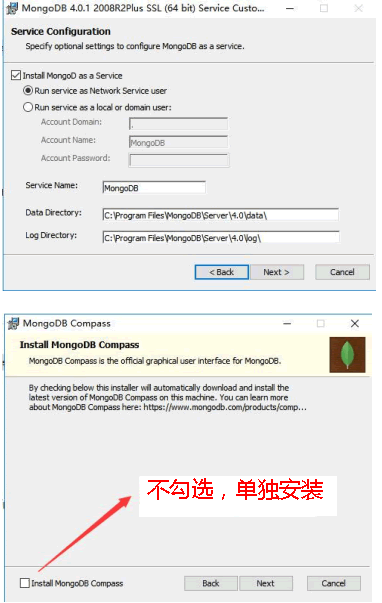 MongoDB 4.0.1 2008R2Plus SSL (64 bit) Service Custo...
Service Configuration
Specify optional settings to configure MongoDB as a service.
Install MongoD as a Service
Run service as Network Service user
Run service as a local or domain user:
Account Domain:
.
Account Name:
MongoDB
Account Password:
Service Name:
MongoDB
Data Directory:
C:\Program Files\MongoDB\Server\4.0\data\
Log Directory:
C:\Program Files\MongoDB\Server\4.0\log\
< Back
Next >
Cancel
MongoDB Compass
Install MongoDB Compass
MongoDB Compass is the official graphical user interface for MongoDB.
By checking below this installer will automatically download and install the
latest version of MongoDB Compass on this machine. You can learn more
about MongoDB Compass here: https://www.mongodb.com/products/comp...
不勾选，单独安装
Install MongoDB Compass
Back
Next
Cancel